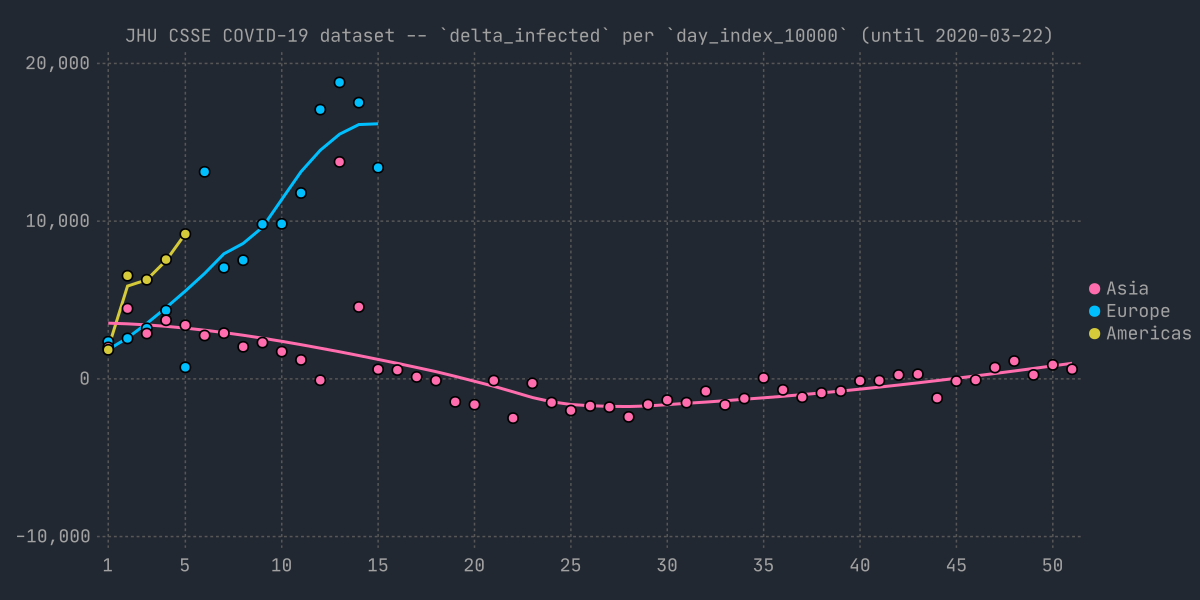 JHU CSSE COVID-19 dataset -- `delta_infected` per `day_index_10000` (until 2020-03-22)
20,000
10,000
0
-10,000
1 5 10 15 20 25 30 35 40 45 50
Asia
Europe
Americas